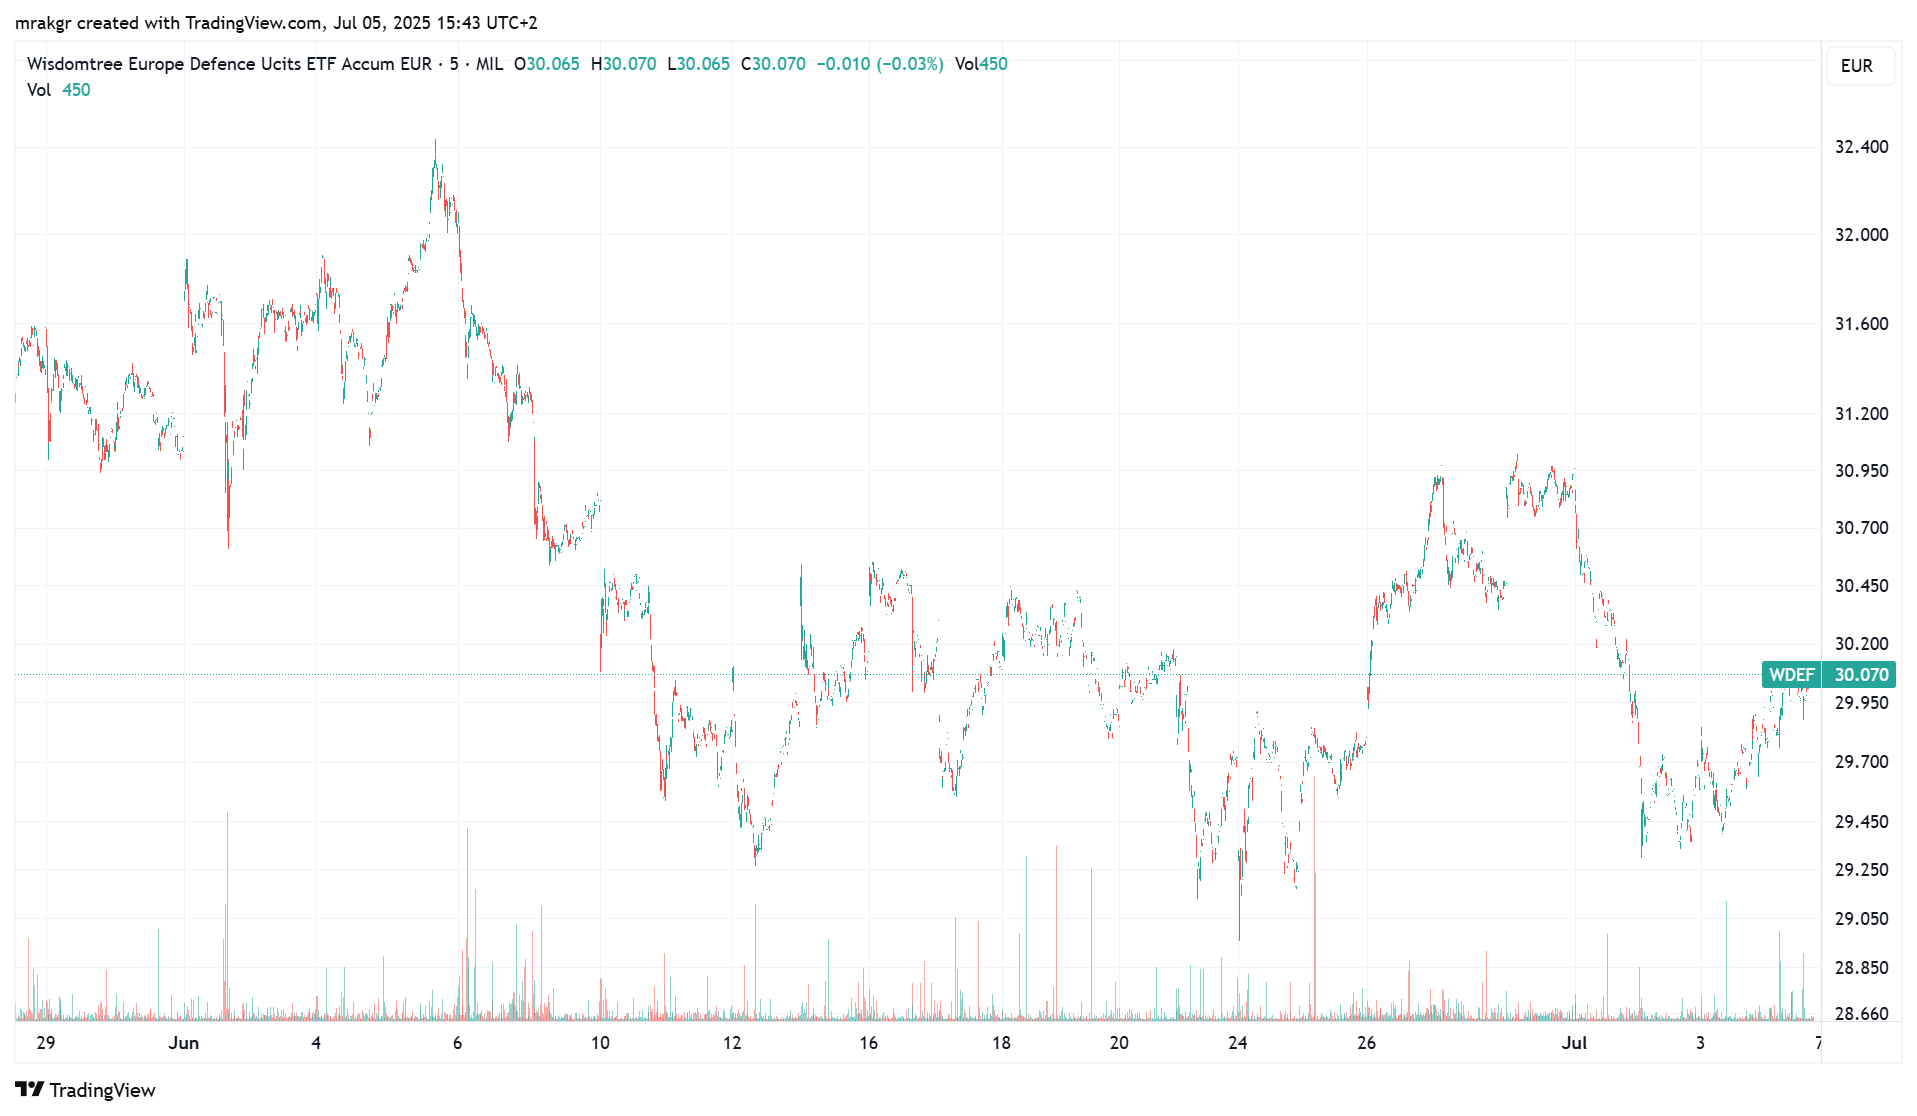 mrakgr created with TradingView.com, Jul 05, 2025 15:43 UTC+2
Wisdomtree Europe Defence Ucits ETF Accum EUR · 5 · MIL O30.065 H30.070 L30.065 C30.070 −0.010 (−0.03%) Vol450
Vol 450
EUR
32.400
32.000
31.600
31.200
30.950
30.700
30.450
30.200
WDEF 30.070
29.950
29.700
29.450
29.250
29.050
28.850
28.660
29 Jun 4 6 10 12 16 18 20 24 26 Jul 3 7
TradingView